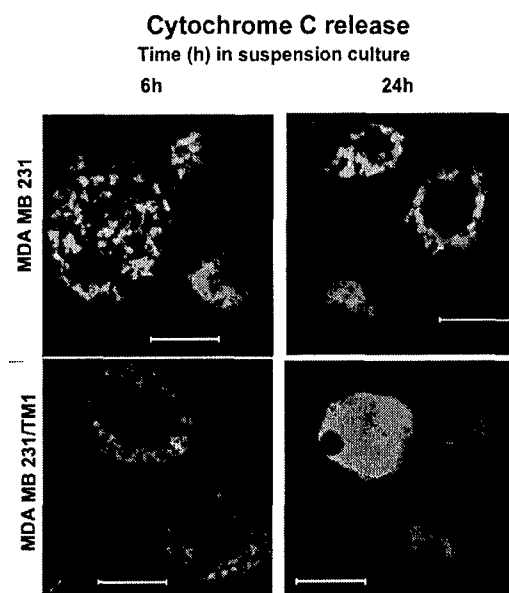 Cytochrome C release
Time (h) in suspension culture
6h 24h
MDA MB 231
MDA MB 231/TM1